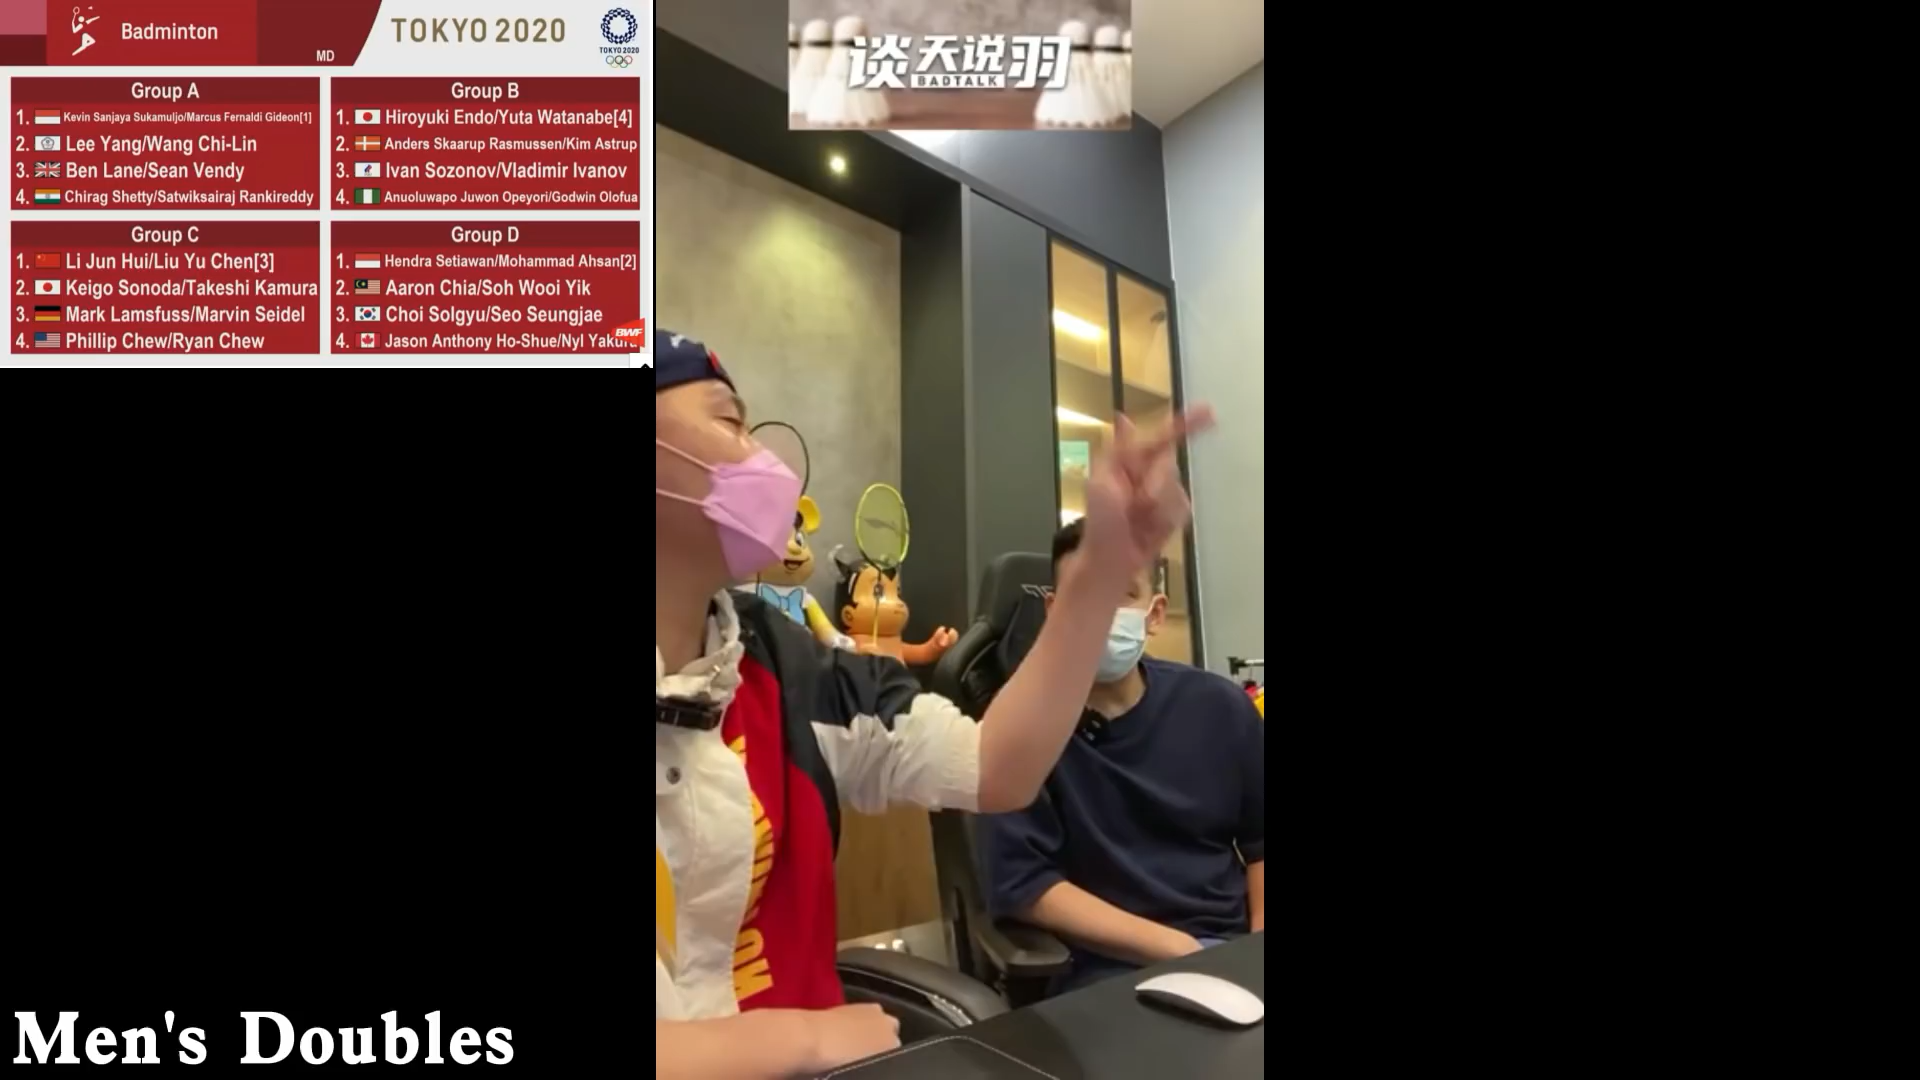 Badminton
MD
TOKYO 2020
TOKYO 2020
Group A
1. Kevin Sanjaya Sukamuljo/Marcus Fernaldi Gideon[1]
2. Lee Yang/Wang Chi-Lin
3. Ben Lane/Sean Vendy
4. Chirag Shetty/Satwiksairaj Rankireddy
Group B
1. Hiroyuki Endo/Yuta Watanabe[4]
2. Anders Skaarup Rasmussen/Kim Astrup
3. Ivan Sozonov/Vladimir Ivanov
4. Anuoluwapo Juwon Opeyori/Godwin Olofua
Group C
1. Li Jun Hui/Liu Yu Chen[3]
2. Keigo Sonoda/Takeshi Kamura
3. Mark Lamsfuss/Marvin Seidel
4. Phillip Chew/Ryan Chew
Group D
1. Hendra Setiawan/Mohammad Ahsan[2]
2. Aaron Chia/Soh Wooi Yik
3. Choi Solgyu/Seo Seungjae
4. Jason Anthony Ho-Shue/Nyl Yakura
BWF
谈天说羽
BADTALK
Men's Doubles